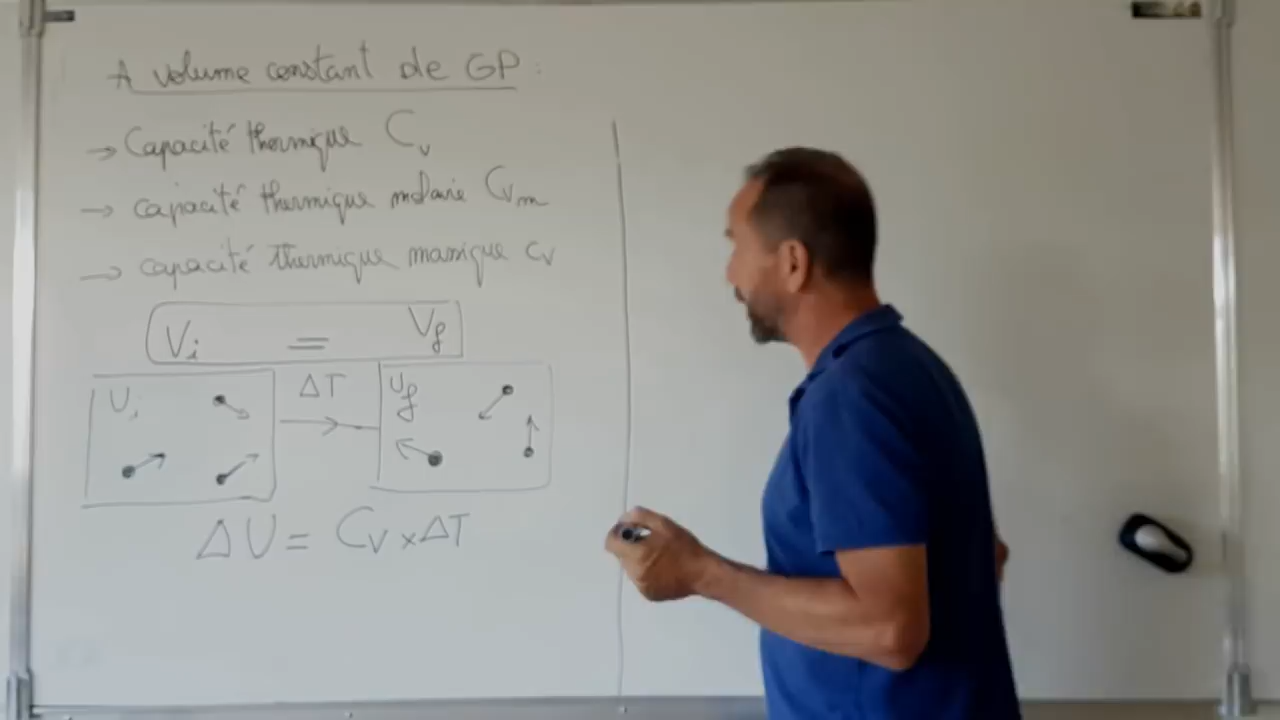 A volume constant de GP :
→ Capacité thermique Cv
→ capacité thermique molaire Cvm
→ capacité thermique massique cv
Vi = Vf
Ui ΔT Uf
ΔU = Cv × ΔT